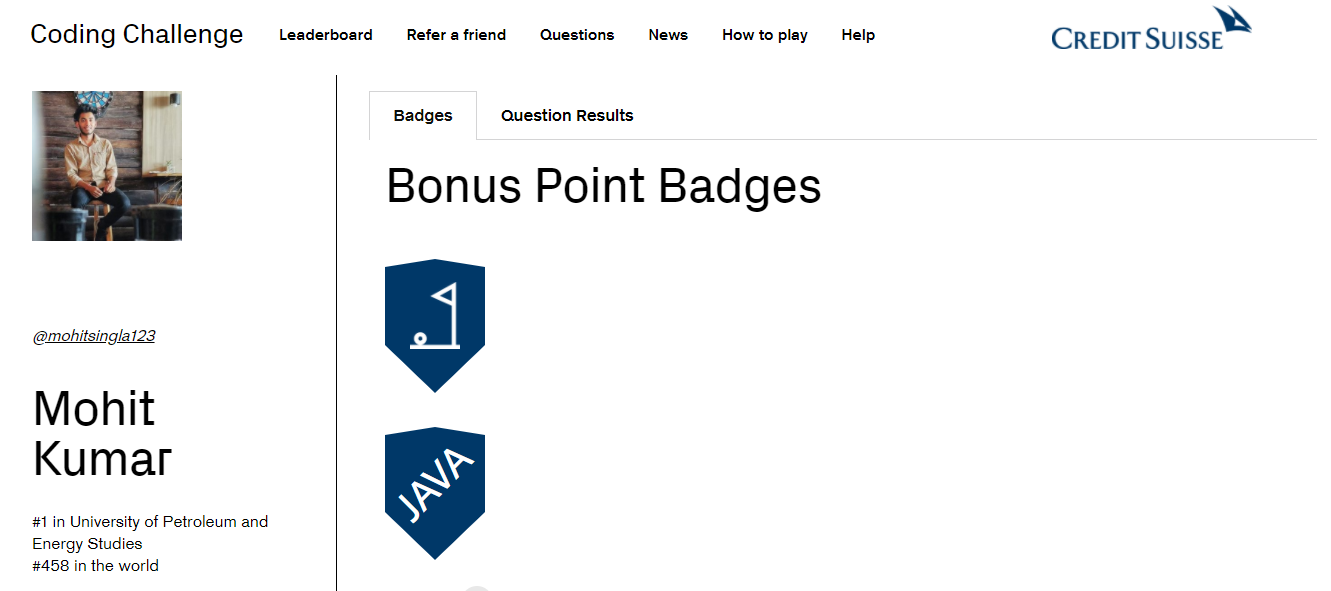 Coding Challenge Leaderboard Refer a friend Questions News How to play Help CREDIT SUISSE
Badges Question Results
Bonus Point Badges
@mohitsingla123
Mohit
Kumar
JAVA
#1 in University of Petroleum and
Energy Studies
#458 in the world